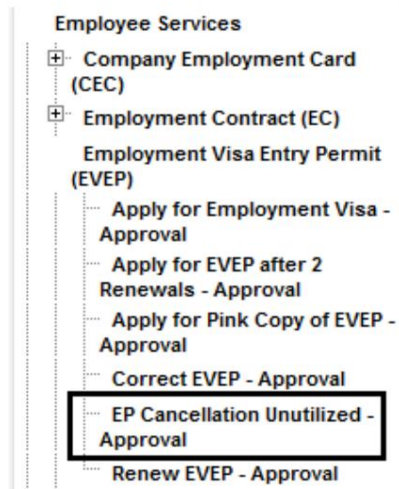 Employee Services
Company Employment Card
(CEC)
Employment Contract (EC)
Employment Visa Entry Permit
(EVEP)
Apply for Employment Visa -
Approval
Apply for EVEP after 2
Renewals - Approval
Apply for Pink Copy of EVEP -
Approval
Correct EVEP - Approval
EP Cancellation Unutilized -
Approval
Renew EVEP - Approval